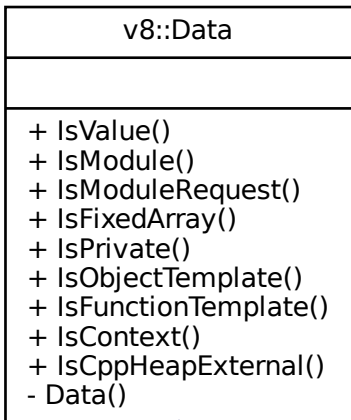 v8::Data
+ IsValue()
+ IsModule()
+ IsModuleRequest()
+ IsFixedArray()
+ IsPrivate()
+ IsObjectTemplate()
+ IsFunctionTemplate()
+ IsContext()
+ IsCppHeapExternal()
- Data()